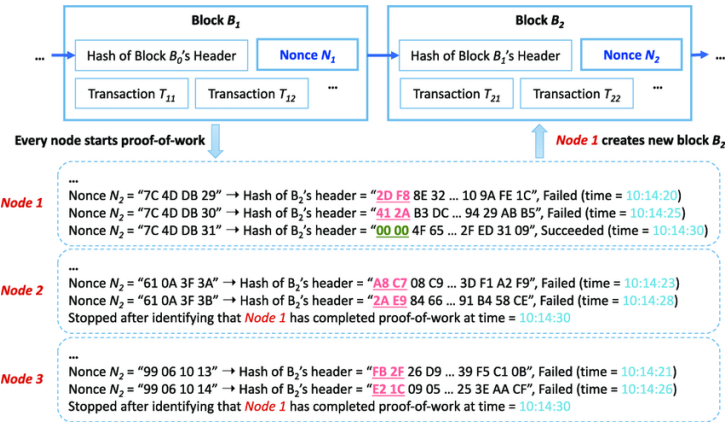 Block B1 Block B2
... Hash of Block B0's Header Nonce N1 Hash of Block B1's Header Nonce N2 ...
Transaction T11 Transaction T12 ... Transaction T21 Transaction T22 ...
Every node starts proof-of-work Node 1 creates new block B2
...
Node 1 Nonce N2 = “7C 4D DB 29” → Hash of B2's header = “2D F8 8E 32 ... 10 9A FE 1C”, Failed (time = 10:14:20)
Nonce N2 = “7C 4D DB 30” → Hash of B2's header = “41 2A B3 DC ... 94 29 AB B5”, Failed (time = 10:14:25)
Nonce N2 = “7C 4D DB 31” → Hash of B2's header = “00 00 4F 65 ... 2F ED 31 09”, Succeeded (time = 10:14:30)
...
Node 2 Nonce N2 = “61 0A 3F 3A” → Hash of B2's header = “A8 C7 08 C9 ... 3D F1 A2 F9”, Failed (time = 10:14:23)
Nonce N2 = “61 0A 3F 3B” → Hash of B2's header = “2A E9 84 66 ... 91 B4 58 CE”, Failed (time = 10:14:28)
Stopped after identifying that Node 1 has completed proof-of-work at time = 10:14:30
...
Node 3 Nonce N2 = “99 06 10 13” → Hash of B2's header = “FB 2F 26 D9 ... 39 F5 C1 0B”, Failed (time = 10:14:21)
Nonce N2 = “99 06 10 14” → Hash of B2's header = “E2 1C 09 05 ... 25 3E AA CF”, Failed (time = 10:14:26)
Stopped after identifying that Node 1 has completed proof-of-work at time = 10:14:30